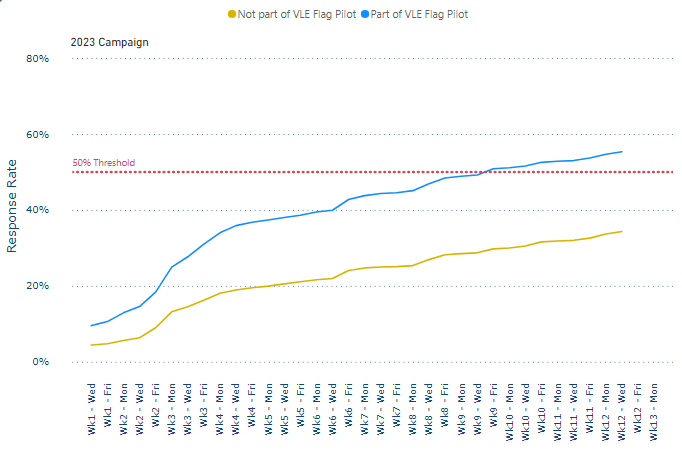 Not part of VLE Flag Pilot Part of VLE Flag Pilot
2023 Campaign
80%
60%
50% Threshold
40%
20%
0%
Response Rate
Wk1 - Wed
Wk1 - Fri
Wk2 - Mon
Wk2 - Wed
Wk2 - Fri
Wk3 - Mon
Wk3 - Wed
Wk3 - Fri
Wk4 - Mon
Wk4 - Wed
Wk4 - Fri
Wk5 - Mon
Wk5 - Wed
Wk5 - Fri
Wk6 - Mon
Wk6 - Wed
Wk6 - Fri
Wk7 - Mon
Wk7 - Wed
Wk7 - Fri
Wk8 - Mon
Wk8 - Wed
Wk8 - Fri
Wk9 - Mon
Wk9 - Wed
Wk9 - Fri
Wk10 - Mon
Wk10 - Wed
Wk10 - Fri
Wk11 - Mon
Wk11 - Wed
Wk11 - Fri
Wk12 - Mon
Wk12 - Wed
Wk12 - Fri
Wk13 - Mon